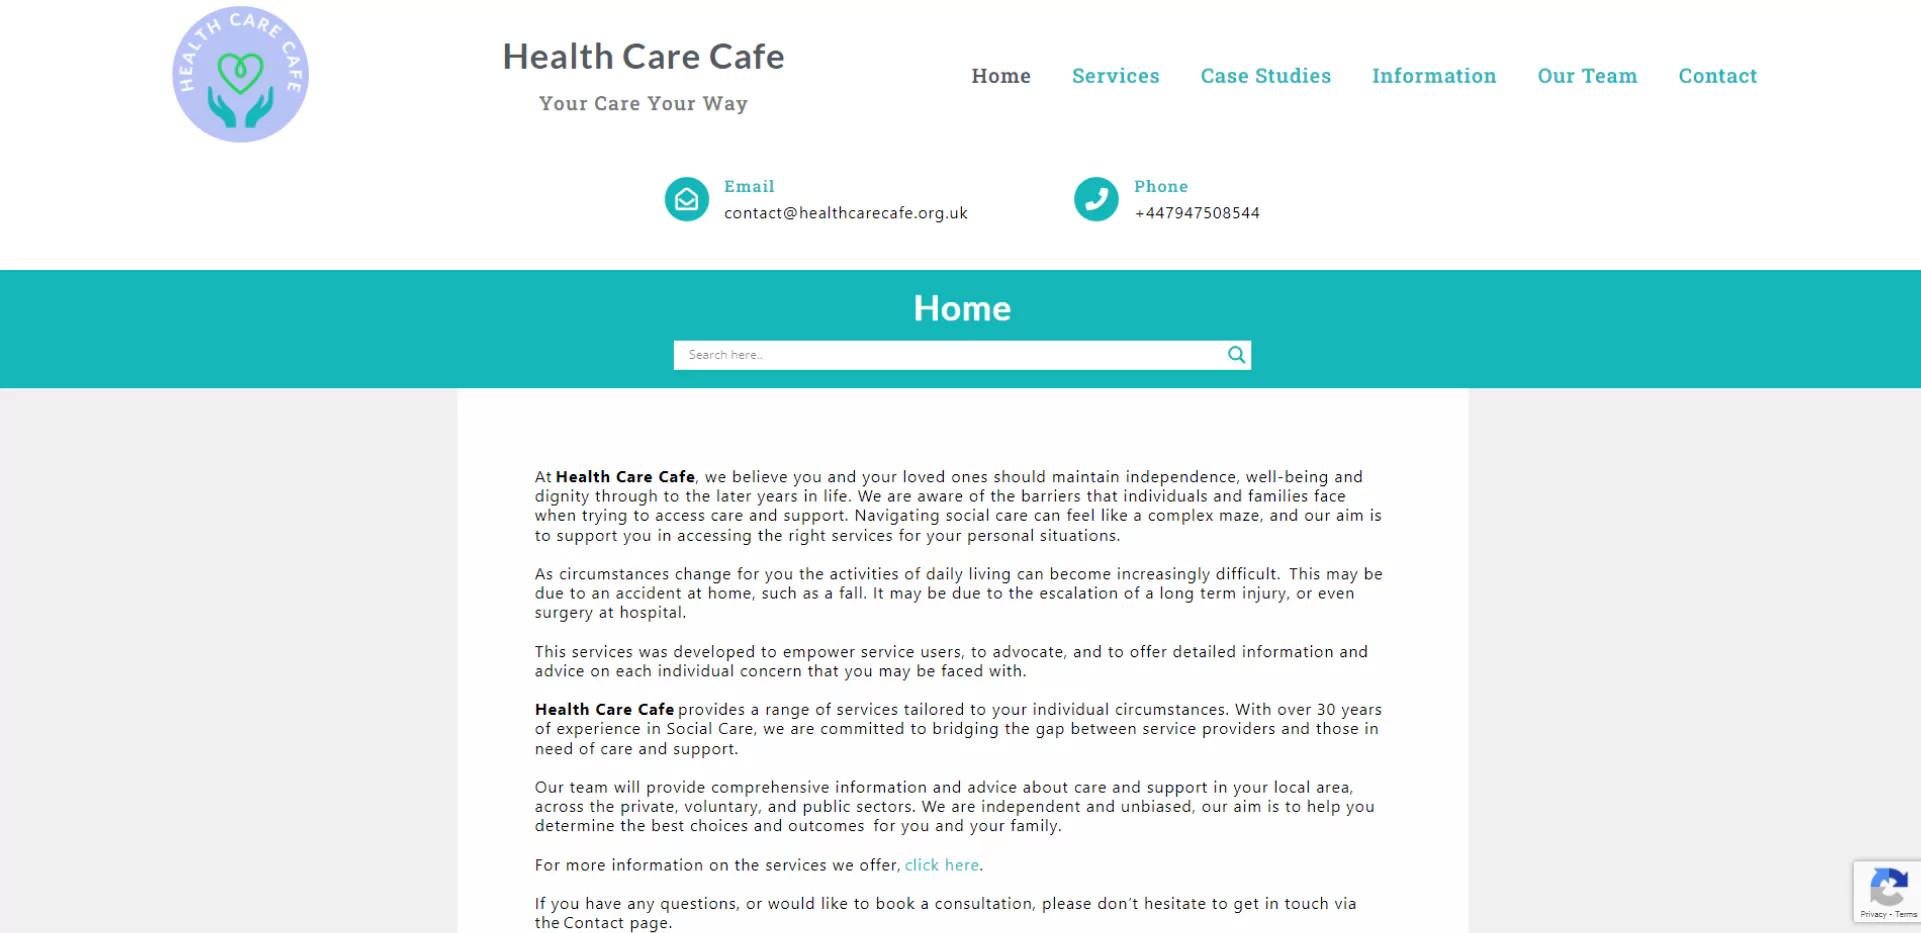 HEALTH CARE CAFE
Health Care Cafe
Your Care Your Way
Home Services Case Studies Information Our Team Contact
Email
contact@healthcarecafe.org.uk
Phone
+447947508544
Home
Search here..
At Health Care Cafe, we believe you and your loved ones should maintain independence, well-being and
dignity through to the later years in life. We are aware of the barriers that individuals and families face
when trying to access care and support. Navigating social care can feel like a complex maze, and our aim is
to support you in accessing the right services for your personal situations.
As circumstances change for you the activities of daily living can become increasingly difficult. This may be
due to an accident at home, such as a fall. It may be due to the escalation of a long term injury, or even
surgery at hospital.
This services was developed to empower service users, to advocate, and to offer detailed information and
advice on each individual concern that you may be faced with.
Health Care Cafe provides a range of services tailored to your individual circumstances. With over 30 years
of experience in Social Care, we are committed to bridging the gap between service providers and those in
need of care and support.
Our team will provide comprehensive information and advice about care and support in your local area,
across the private, voluntary, and public sectors. We are independent and unbiased, our aim is to help you
determine the best choices and outcomes for you and your family.
For more information on the services we offer, click here.
If you have any questions, or would like to book a consultation, please don't hesitate to get in touch via
the Contact page.
Privacy - Terms